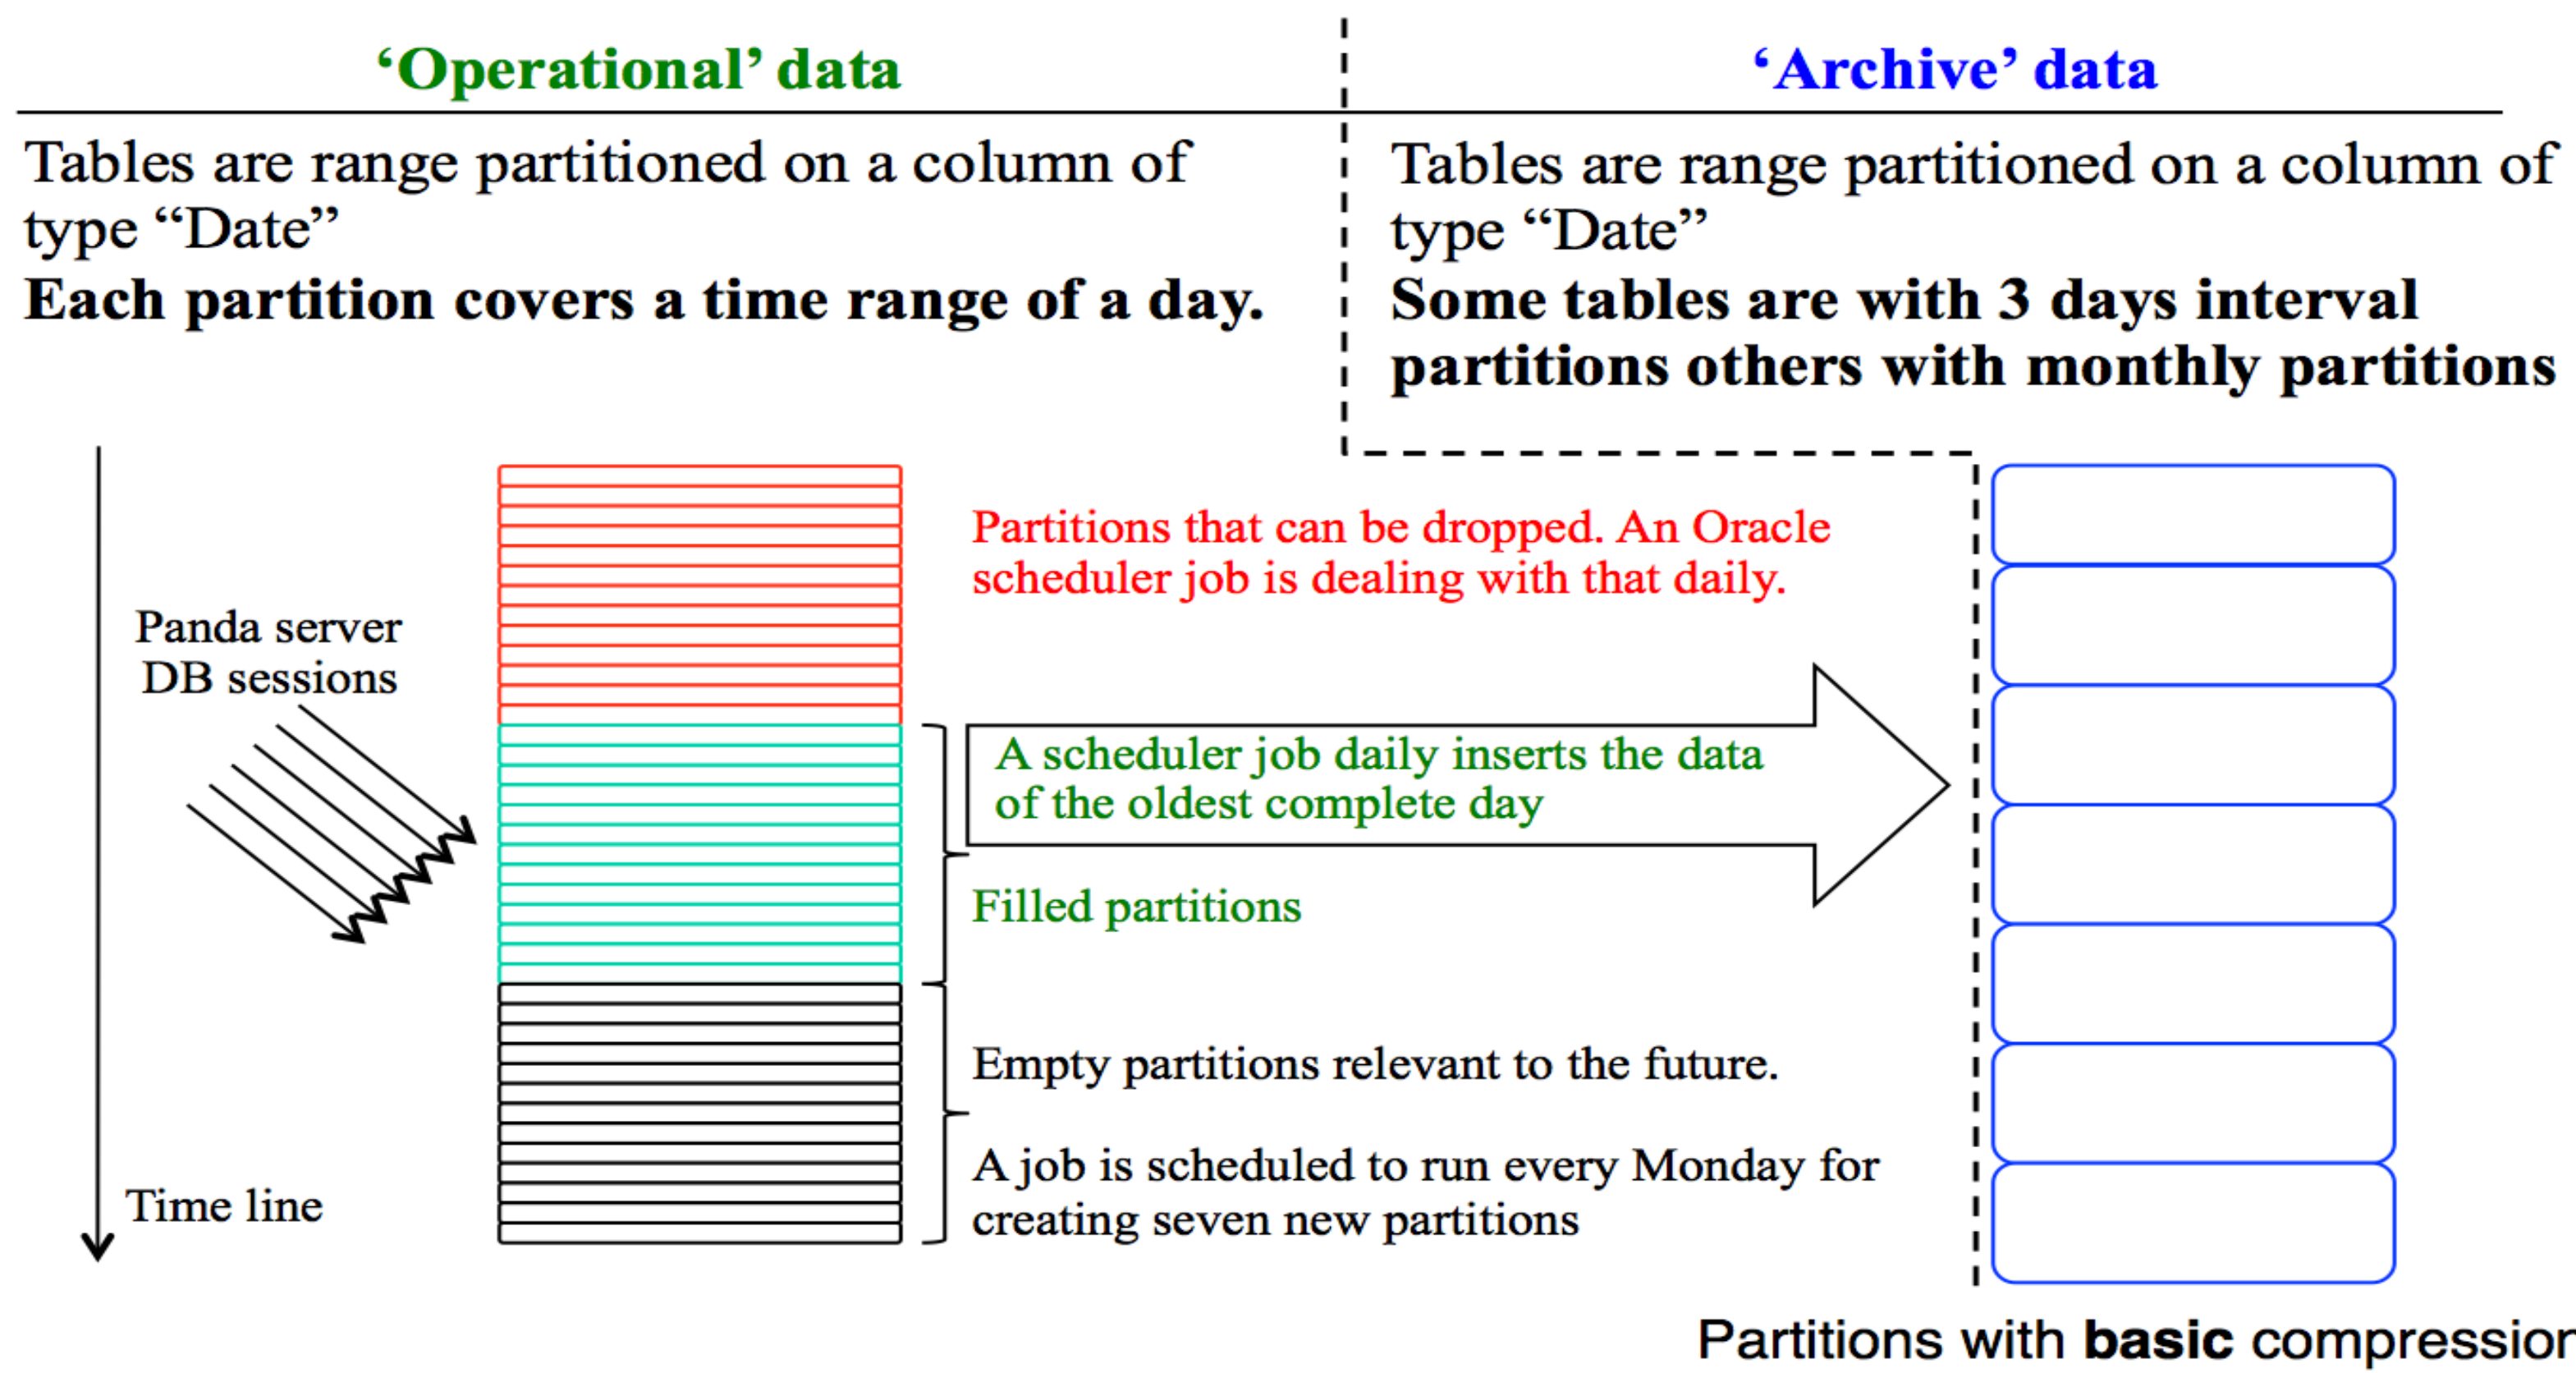 ‘Operational’ data
‘Archive’ data
Tables are range partitioned on a column of
type “Date”
Each partition covers a time range of a day.
Tables are range partitioned on a column of
type “Date”
Some tables are with 3 days interval
partitions others with monthly partitions
Partitions that can be dropped. An Oracle
scheduler job is dealing with that daily.
Panda server
DB sessions
A scheduler job daily inserts the data
of the oldest complete day
Filled partitions
Empty partitions relevant to the future.
A job is scheduled to run every Monday for
creating seven new partitions
Time line
Partitions with basic compression